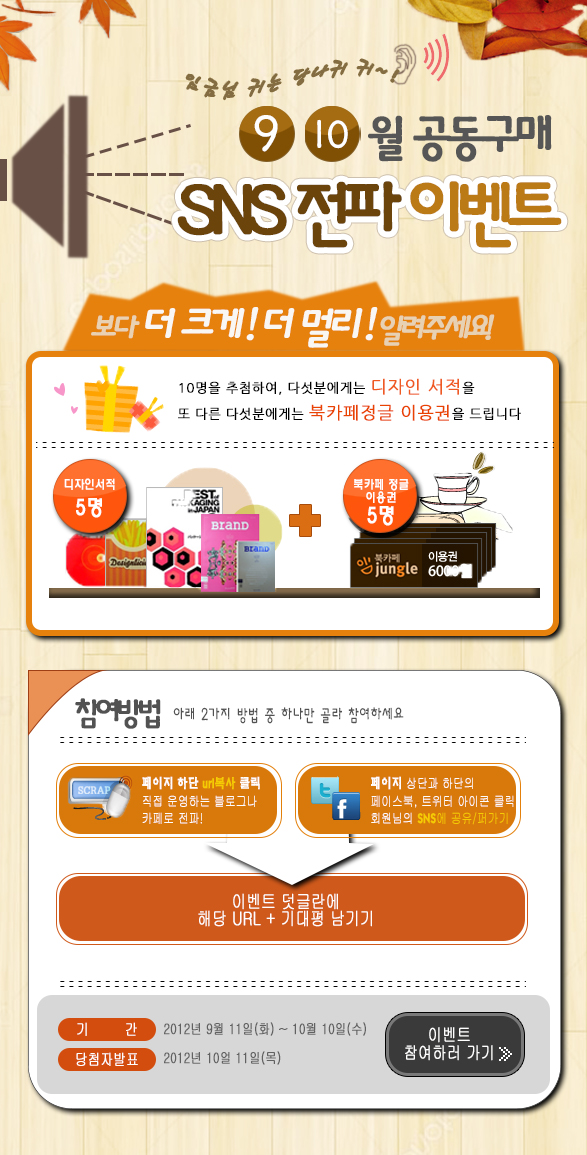 임금님 귀는 당나귀 귀~
9 10 월 공동구매
SNS 전파 이벤트
보다 더 크게! 더 멀리! 알려주세요!
10명을 추첨하여, 다섯분에게는 디자인 서적을
또 다른 다섯분에게는 북카페정글 이용권을 드립니다
디자인서적
5명
북카페 정글
이용권
5명
BEST
PACKAGING
in JAPAN
BRAND
BRAND
Designlicious
북카페
jungle
이용권
참여방법 아래 2가지 방법 중 하나만 골라 참여하세요
SCRAP
페이지 하단 url복사 클릭
직접 운영하는 블로그나
카페로 전파!
페이지 상단과 하단의
페이스북, 트위터 아이콘 클릭
회원님의 SNS에 공유/퍼가기
이벤트 덧글란에
해당 URL + 기대평 남기기
기 간 2012년 9월 11일(화) ~ 10월 10일(수)
당첨자발표 2012년 10얼 11일(목)
이벤트
참여하러 가기